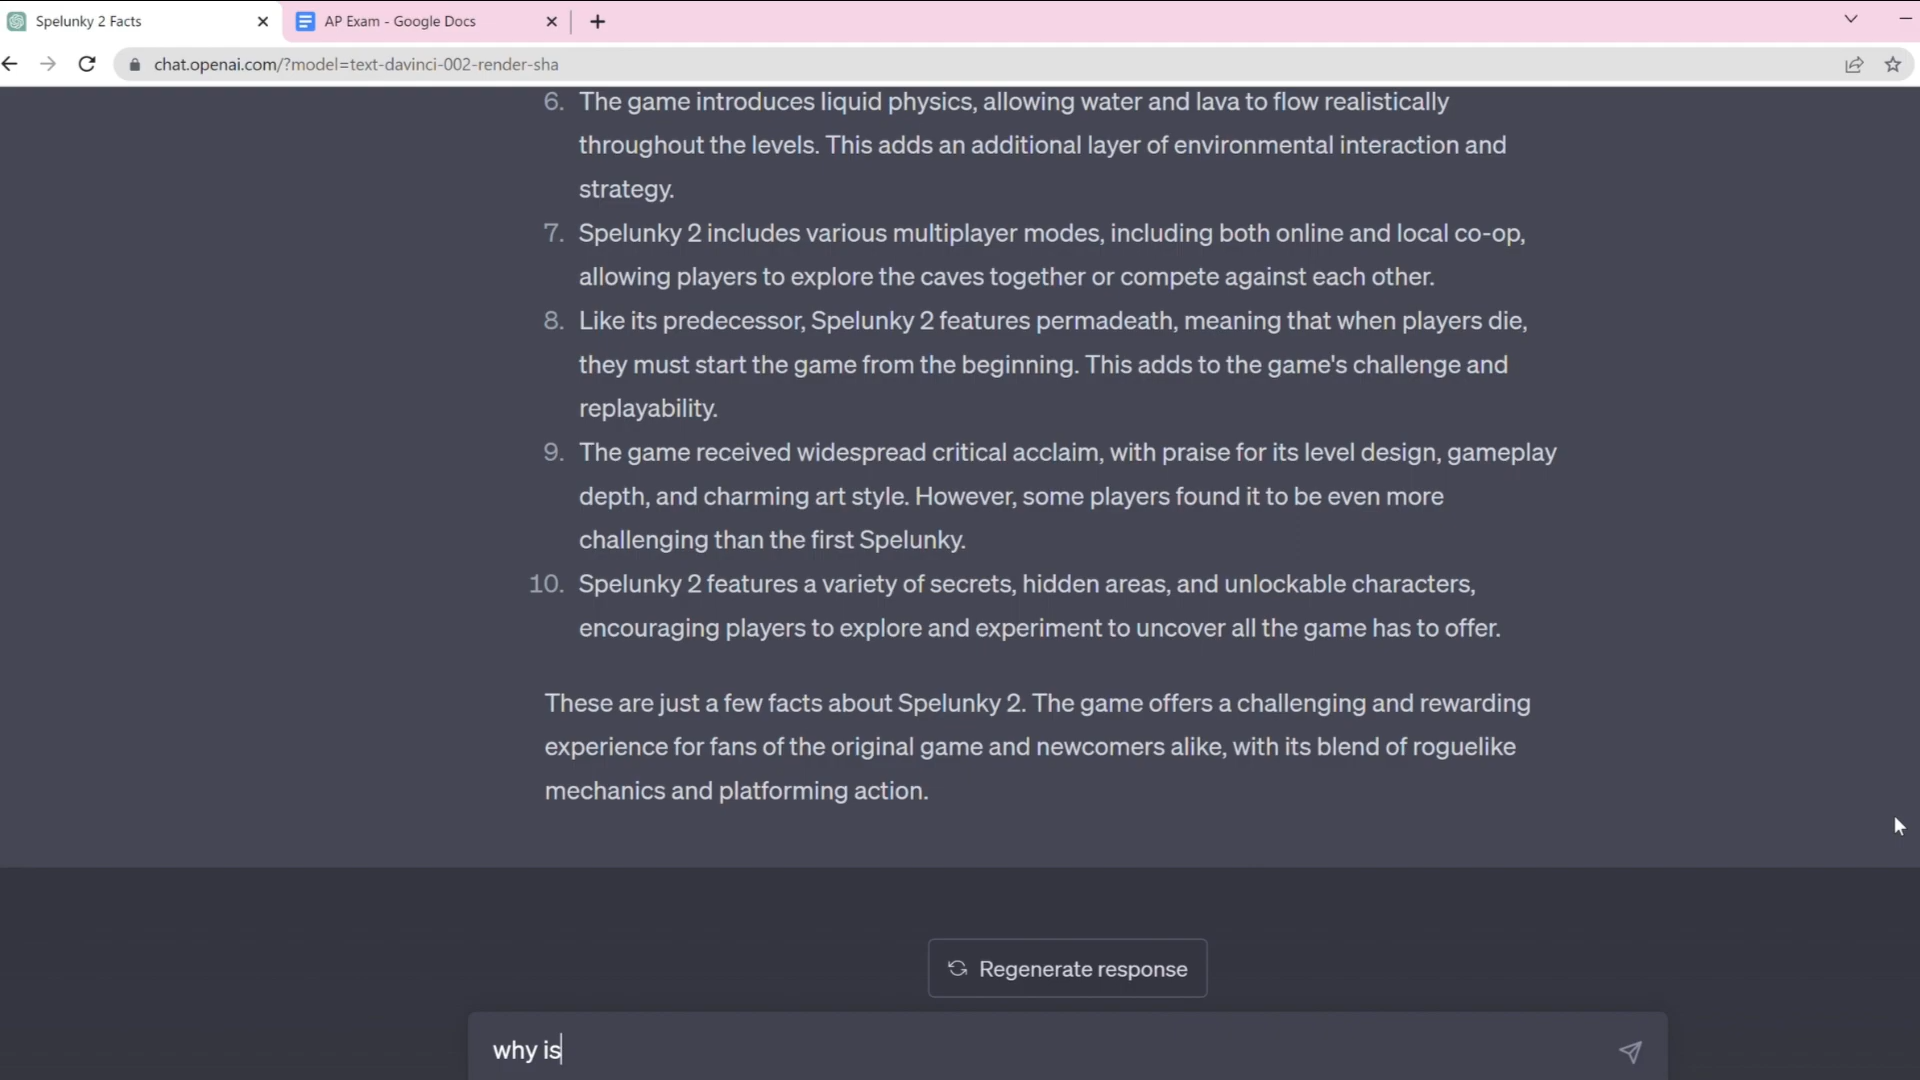 Spelunky 2 Facts
AP Exam - Google Docs
chat.openai.com/?model=text-davinci-002-render-sha
6. The game introduces liquid physics, allowing water and lava to flow realistically
throughout the levels. This adds an additional layer of environmental interaction and
strategy.
7. Spelunky 2 includes various multiplayer modes, including both online and local co-op,
allowing players to explore the caves together or compete against each other.
8. Like its predecessor, Spelunky 2 features permadeath, meaning that when players die,
they must start the game from the beginning. This adds to the game's challenge and
replayability.
9. The game received widespread critical acclaim, with praise for its level design, gameplay
depth, and charming art style. However, some players found it to be even more
challenging than the first Spelunky.
10. Spelunky 2 features a variety of secrets, hidden areas, and unlockable characters,
encouraging players to explore and experiment to uncover all the game has to offer.
These are just a few facts about Spelunky 2. The game offers a challenging and rewarding
experience for fans of the original game and newcomers alike, with its blend of roguelike
mechanics and platforming action.
Regenerate response
why is